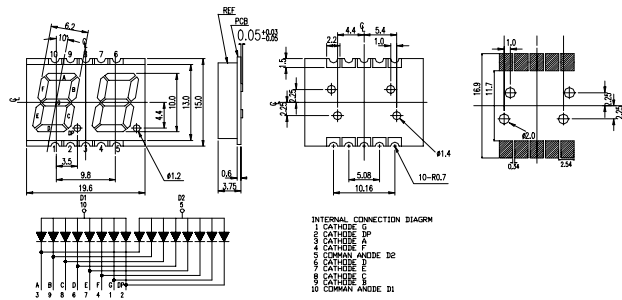 REF
PCB
0.05 +0.03 -0.05
6.2
10°
10 9 8 7 6
A
F
B
G
E
C
D
DP
1 2 3 4 5
4.4
10.0
13.0
15.0
3.5
9.8
19.6
ø1.2
0.6
3.75
4.4
5.4
2.2
1.0
1.5
2.25
2.25
ø1.4
5.08
10.16
10-R0.7
1.0
16.9
11.7
2.25
2.25
ø2.0
0.34
2.54
D1
10
D2
5
A B C D E F G DP
3 9 8 6 7 4 1 2
INTERNAL CONNECTION DIAGRM
1 CATHODE G
2 CATHODE DP
3 CATHODE A
4 CATHODE F
5 COMMAN ANODE D2
6 CATHODE D
7 CATHODE E
8 CATHODE C
9 CATHODE B
10 COMMAN ANODE D1